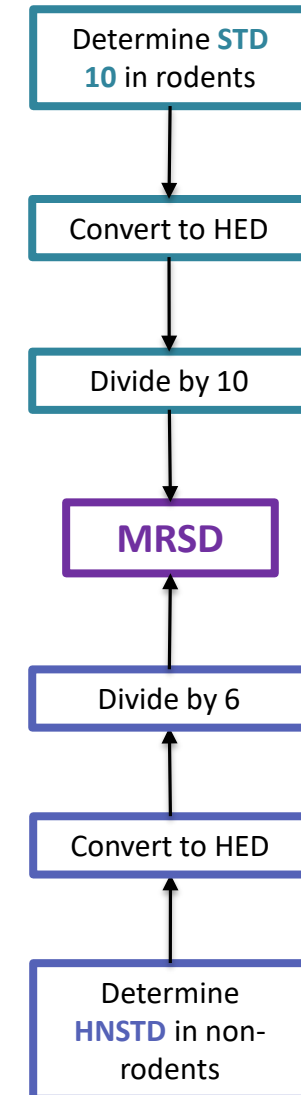 Determine STD
10 in rodents
Convert to HED
Divide by 10
MRSD
Divide by 6
Convert to HED
Determine
HNSTD in non-
rodents